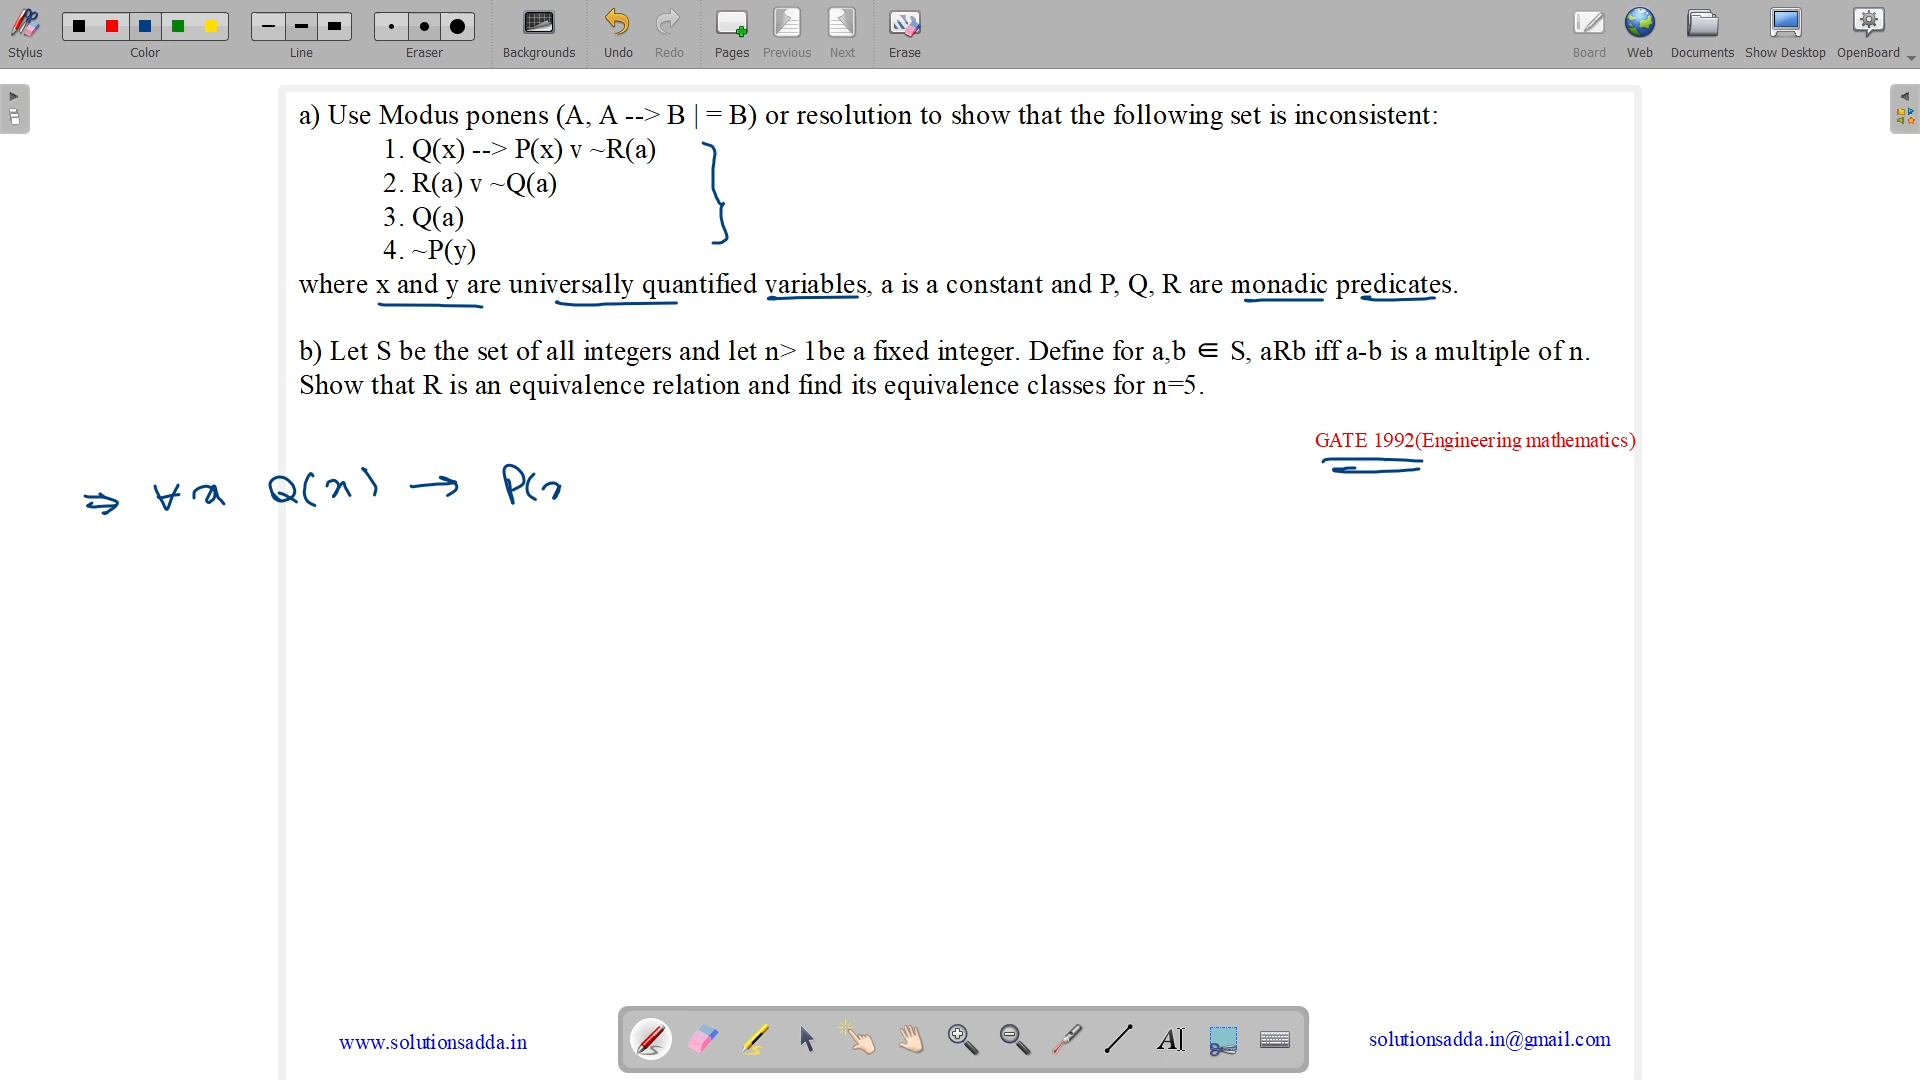 Stylus Color Line Eraser Backgrounds Undo Redo Pages Previous Next Erase Board Web Documents Show Desktop OpenBoard
a) Use Modus ponens (A, A --> B | = B) or resolution to show that the following set is inconsistent:
1. Q(x) --> P(x) v ~R(a)
2. R(a) v ~Q(a)
3. Q(a)
4. ~P(y)
where x and y are universally quantified variables, a is a constant and P, Q, R are monadic predicates.
b) Let S be the set of all integers and let n> 1be a fixed integer. Define for a,b ∈ S, aRb iff a-b is a multiple of n.
Show that R is an equivalence relation and find its equivalence classes for n=5.
GATE 1992(Engineering mathematics)
⇒ ∀x Q(x) → P(x
www.solutionsadda.in
solutionsadda.in@gmail.com